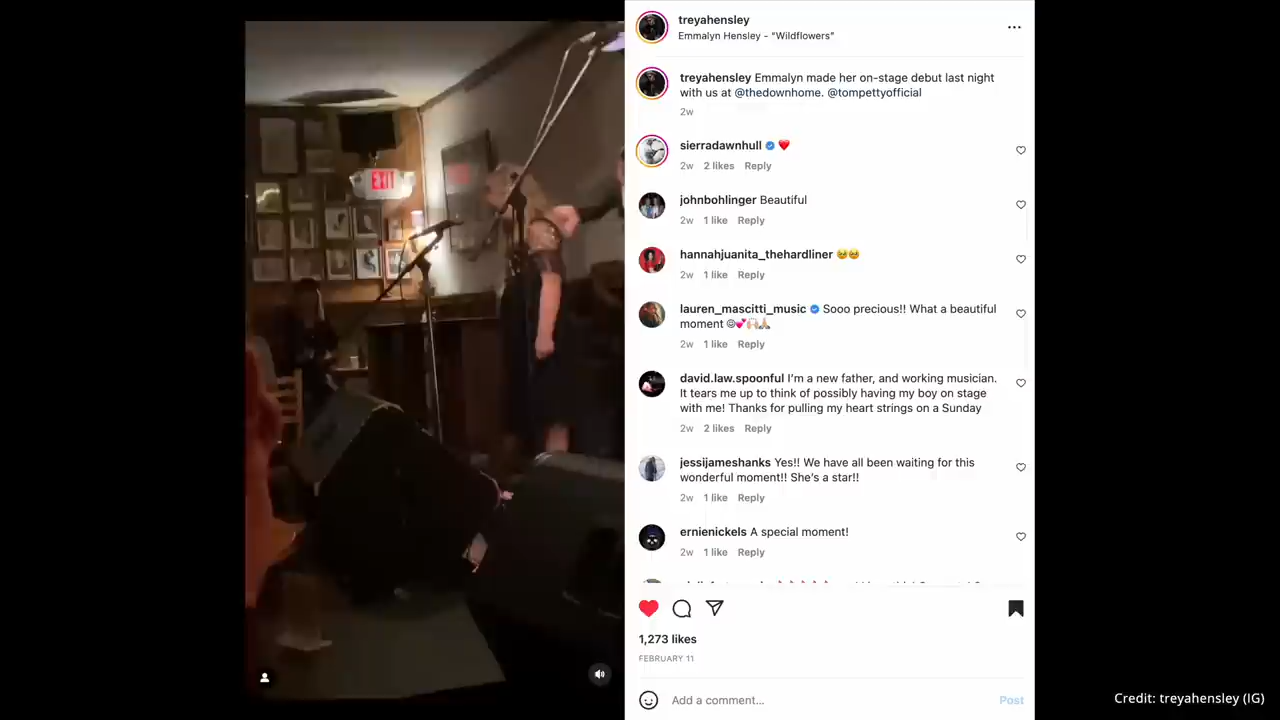 EXIT
treyahensley
Emmalyn Hensley - "Wildflowers"
treyahensley Emmalyn made her on-stage debut last night
with us at @thedownhome. @tompettyofficial
2w
sierradawnhull ❤️
2w 2 likes Reply
johnbohlinger Beautiful
2w 1 like Reply
hannahjuanita_thehardliner 🥹🥹
2w 1 like Reply
lauren_mascitti_music Sooo precious!! What a beautiful
moment ☺💕🙌🏼🙏🏼
2w 1 like Reply
david.law.spoonful I'm a new father, and working musician.
It tears me up to think of possibly having my boy on stage
with me! Thanks for pulling my heart strings on a Sunday
2w 2 likes Reply
jessijameshanks Yes!! We have all been waiting for this
wonderful moment!! She's a star!!
2w 1 like Reply
ernienickels A special moment!
2w 1 like Reply
1,273 likes
FEBRUARY 11
Add a comment...
Post
Credit: treyahensley (IG)